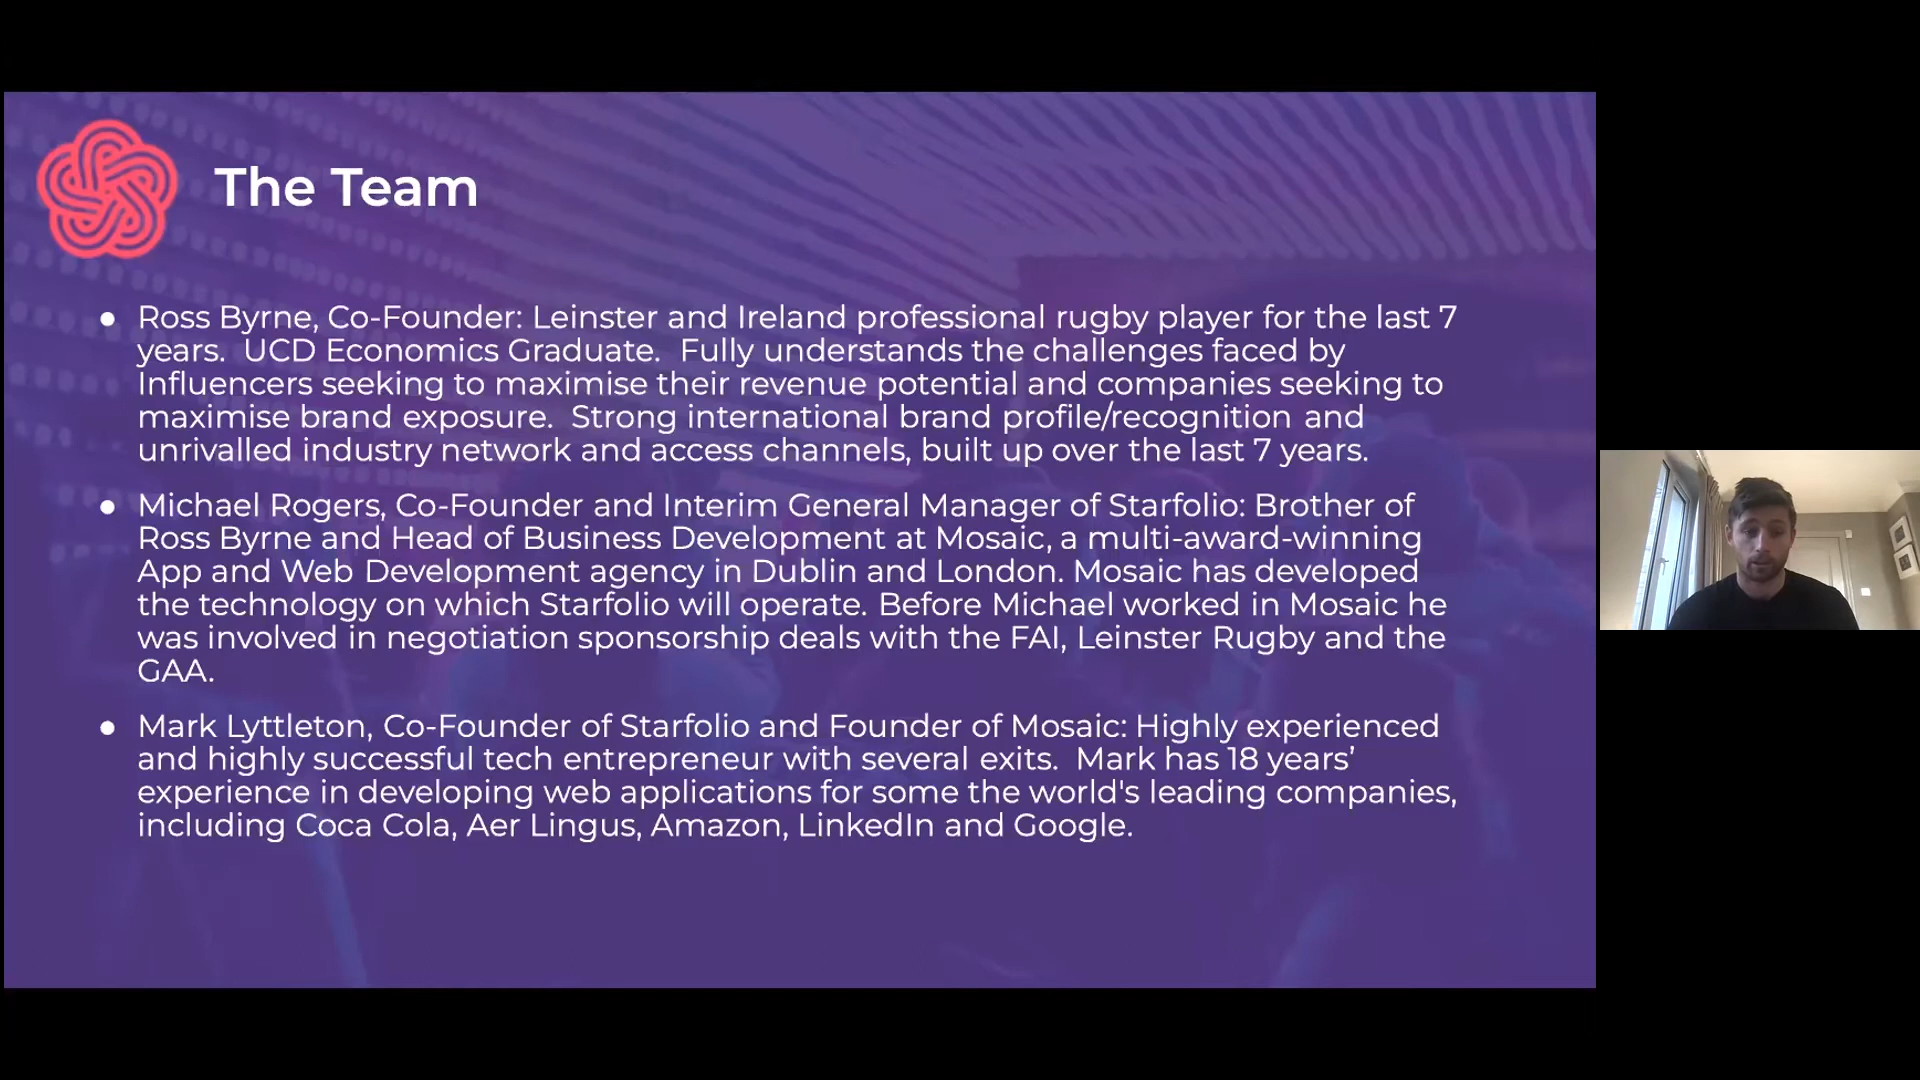 The Team
● Ross Byrne, Co-Founder: Leinster and Ireland professional rugby player for the last 7
years.  UCD Economics Graduate.  Fully understands the challenges faced by
Influencers seeking to maximise their revenue potential and companies seeking to
maximise brand exposure.  Strong international brand profile/recognition and
unrivalled industry network and access channels, built up over the last 7 years.
● Michael Rogers, Co-Founder and Interim General Manager of Starfolio: Brother of
Ross Byrne and Head of Business Development at Mosaic, a multi-award-winning
App and Web Development agency in Dublin and London. Mosaic has developed
the technology on which Starfolio will operate. Before Michael worked in Mosaic he
was involved in negotiation sponsorship deals with the FAI, Leinster Rugby and the
GAA.
● Mark Lyttleton, Co-Founder of Starfolio and Founder of Mosaic: Highly experienced
and highly successful tech entrepreneur with several exits.  Mark has 18 years’
experience in developing web applications for some the world's leading companies,
including Coca Cola, Aer Lingus, Amazon, LinkedIn and Google.